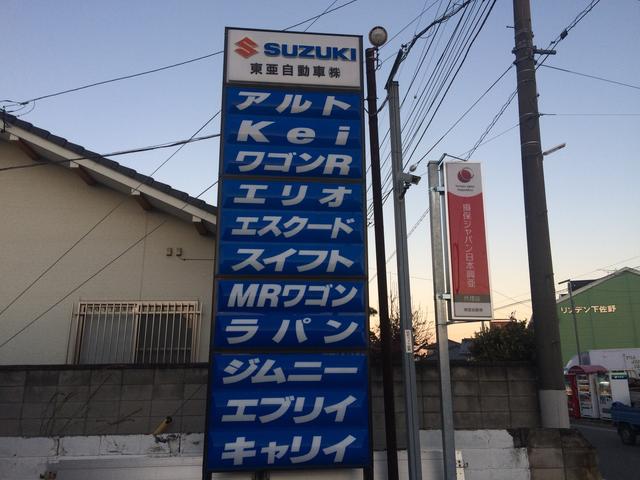 SUZUKI
東亜自動車㈱
アルト
Kei
ワゴンR
エリオ
エスクード
スイフト
MRワゴン
ラパン
ジムニー
エブリイ
キャリイ
損保ジャパン日本興亜
代理店
リンデン下佐野